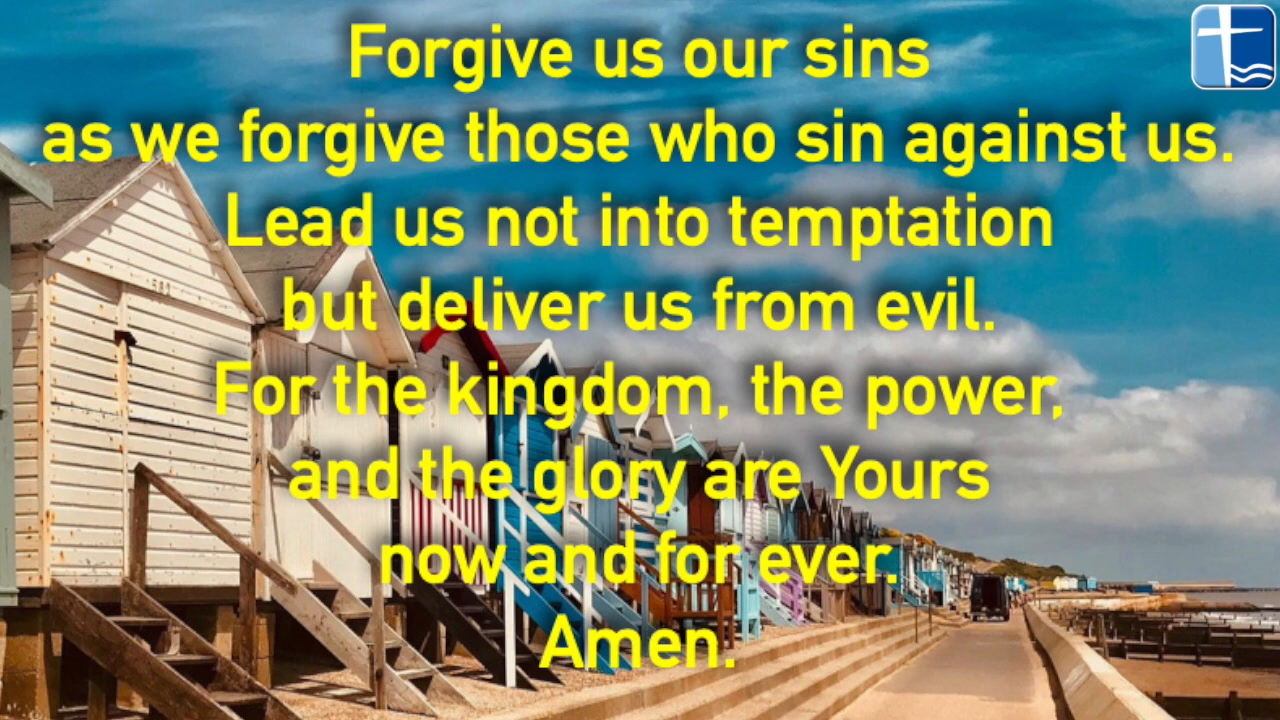 Forgive us our sins
as we forgive those who sin against us.
Lead us not into temptation
but deliver us from evil.
For the kingdom, the power,
and the glory are Yours
now and for ever.
Amen.